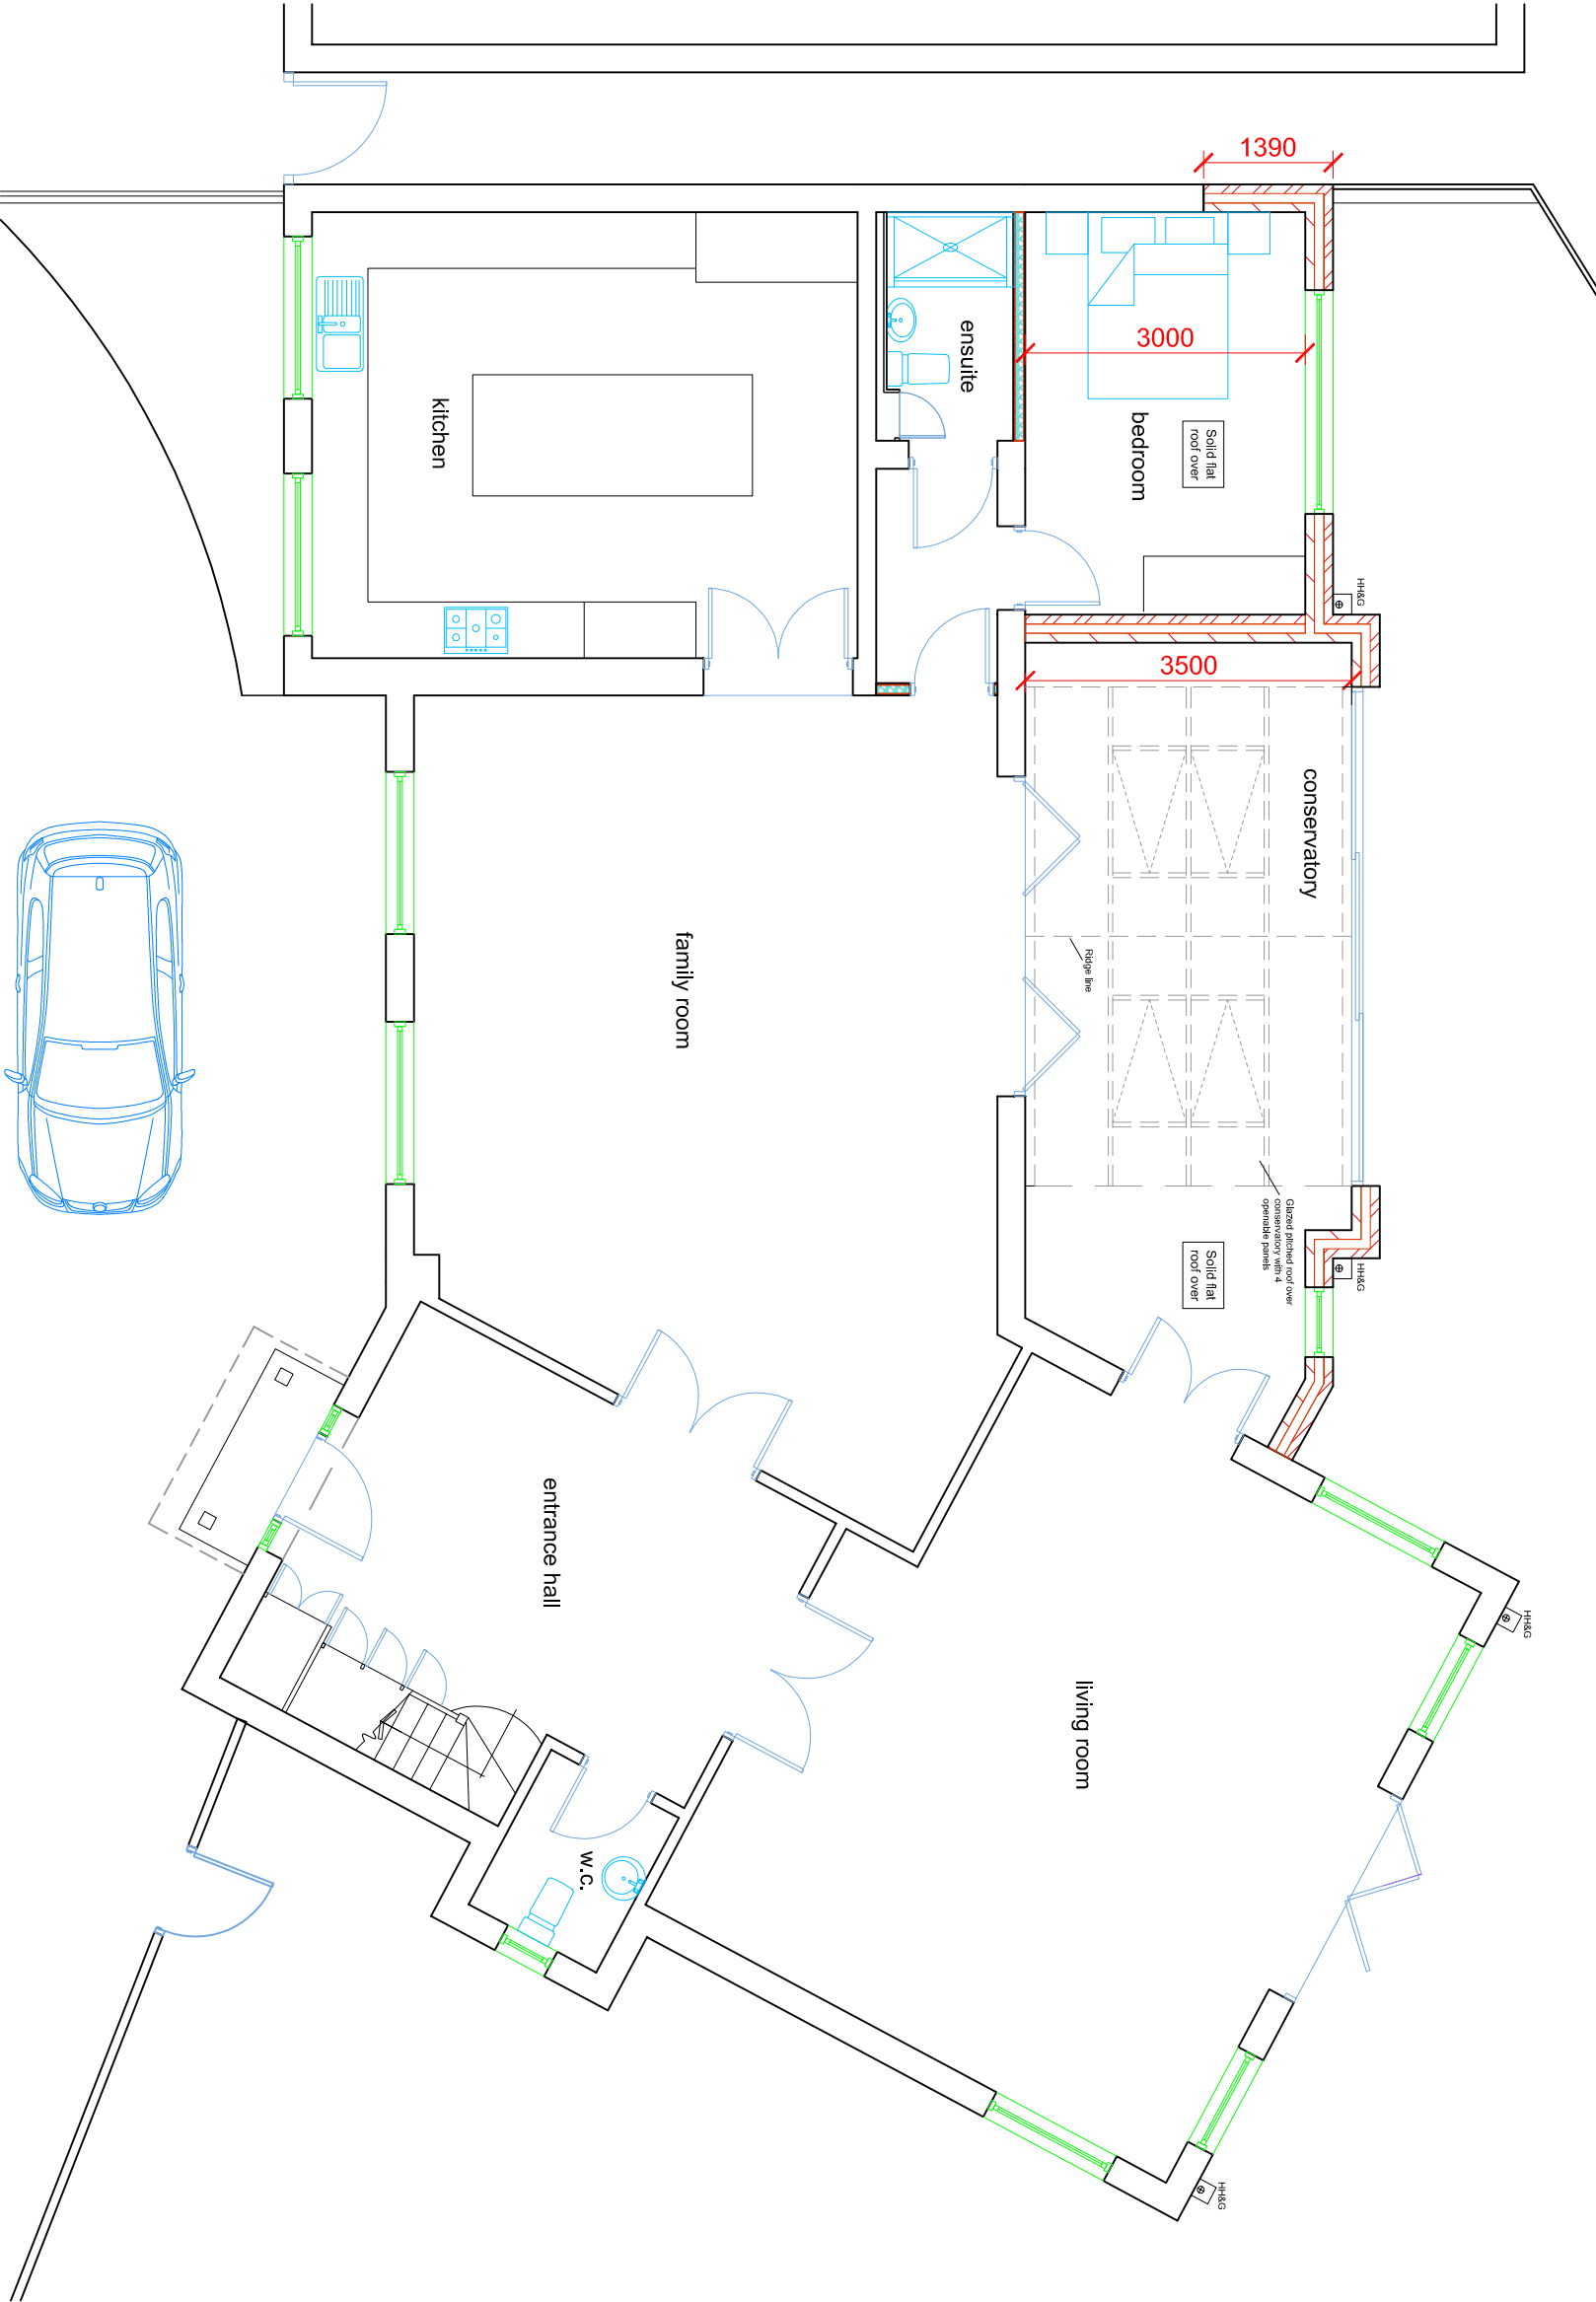 1390
3000
ensuite
bedroom
Solid flat
roof over
kitchen
HH&G
3500
conservatory
Ridge line
family room
Glazed pitched roof over
conservatory with 4
openable panels
Solid flat
roof over
HH&G
entrance hall
HH&G
living room
w.c.
HH&G